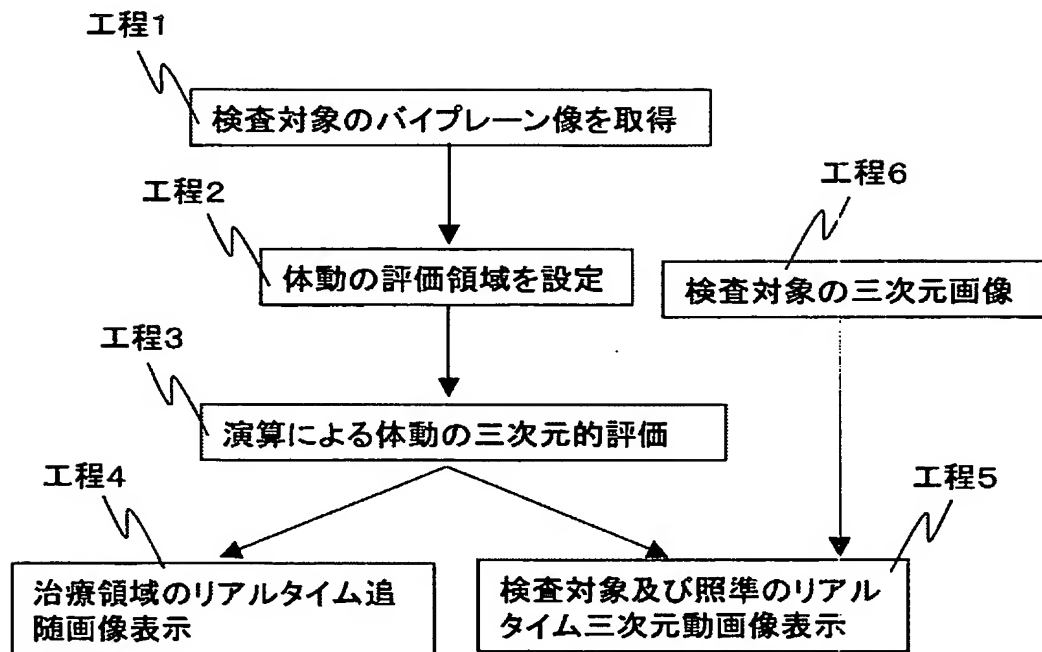 工程1
検査対象のバイプレーン像を取得
工程2
体動の評価領域を設定
工程6
検査対象の三次元画像
工程3
演算による体動の三次元的評価
工程4
治療領域のリアルタイム追
随画像表示
工程5
検査対象及び照準のリアル
タイム三次元動画像表示